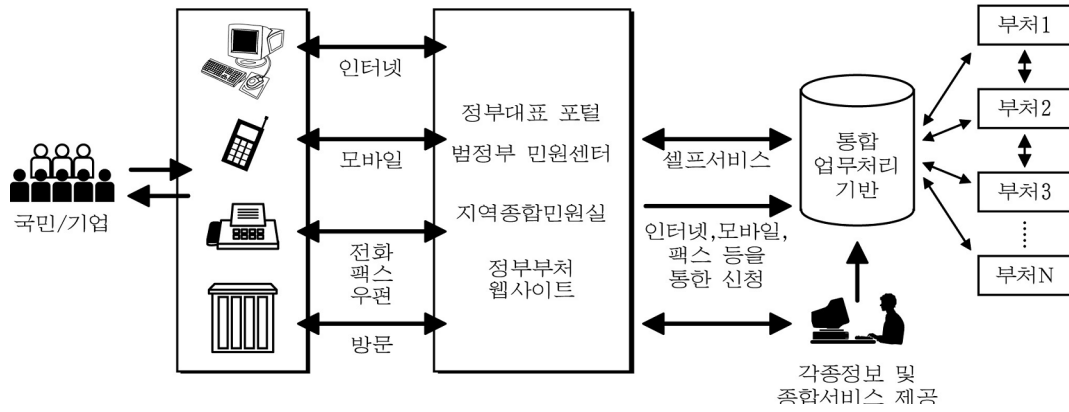 국민/기업
인터넷
모바일
전화
팩스
우편
방문
정부대표 포털
범정부 민원센터
지역종합민원실
정부부처
웹사이트
셀프서비스
인터넷,모바일,
팩스 등을
통한 신청
통합
업무처리
기반
각종정보 및
종합서비스 제공
부처1
부처2
부처3
......
부처N